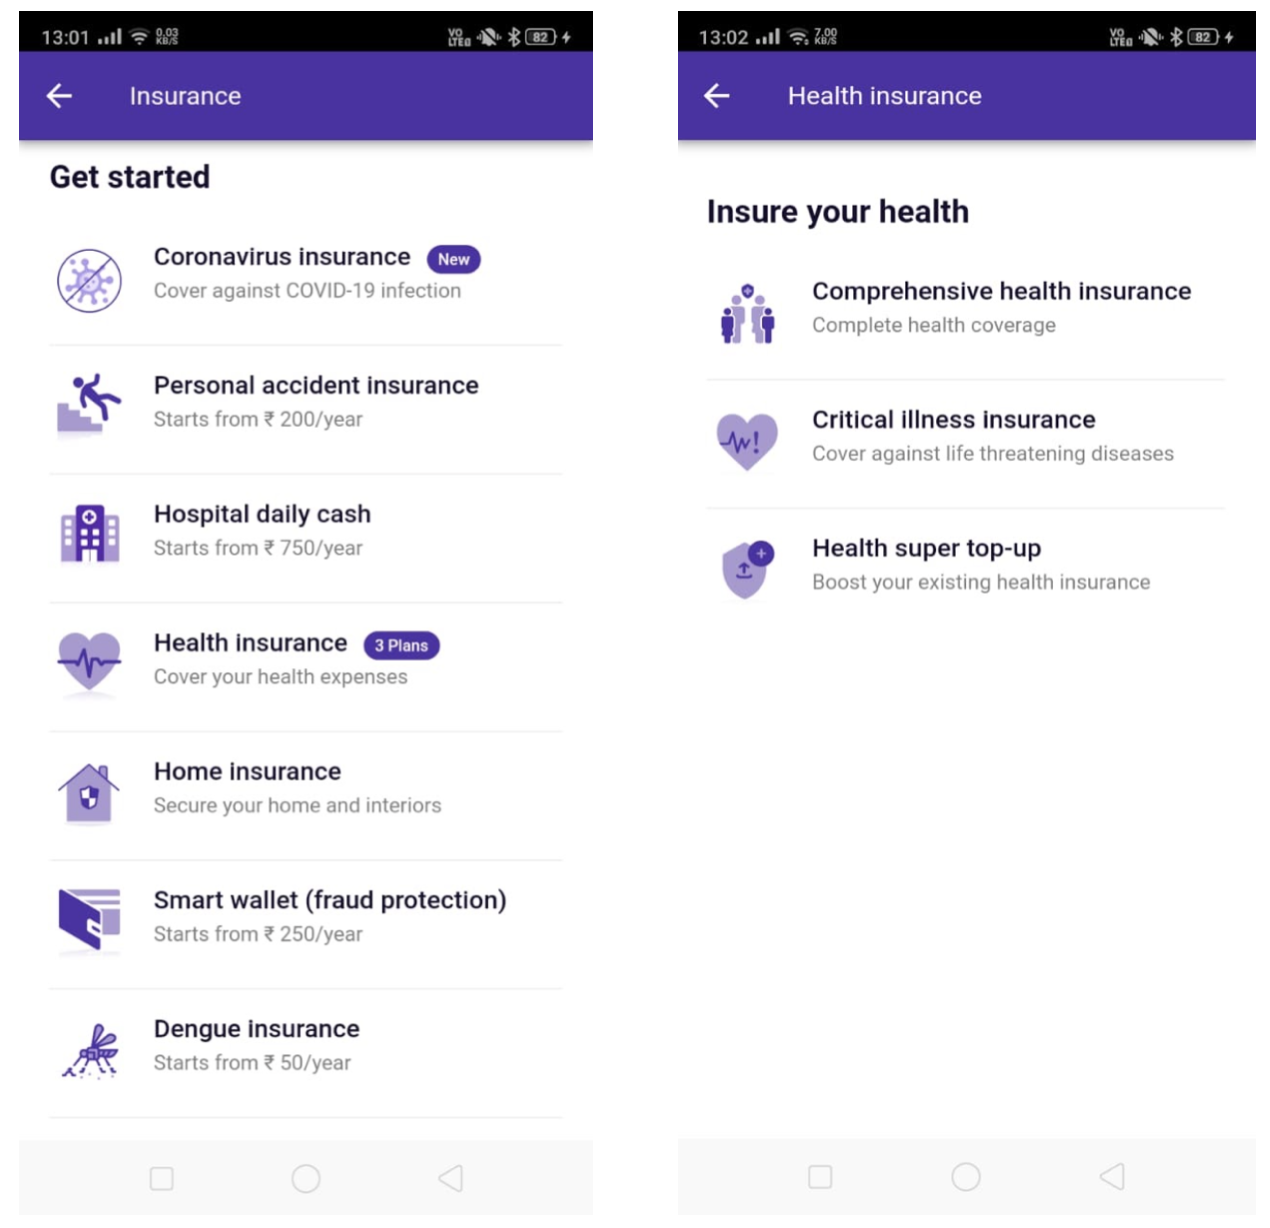 13:01 0.03 KB/S VO LTE 82
Insurance
Get started
Coronavirus insurance New
Cover against COVID-19 infection
Personal accident insurance
Starts from ₹ 200/year
Hospital daily cash
Starts from ₹ 750/year
Health insurance 3 Plans
Cover your health expenses
Home insurance
Secure your home and interiors
Smart wallet (fraud protection)
Starts from ₹ 250/year
Dengue insurance
Starts from ₹ 50/year
13:02 7.00 KB/S VO LTE 82
Health insurance
Insure your health
Comprehensive health insurance
Complete health coverage
Critical illness insurance
Cover against life threatening diseases
Health super top-up
Boost your existing health insurance